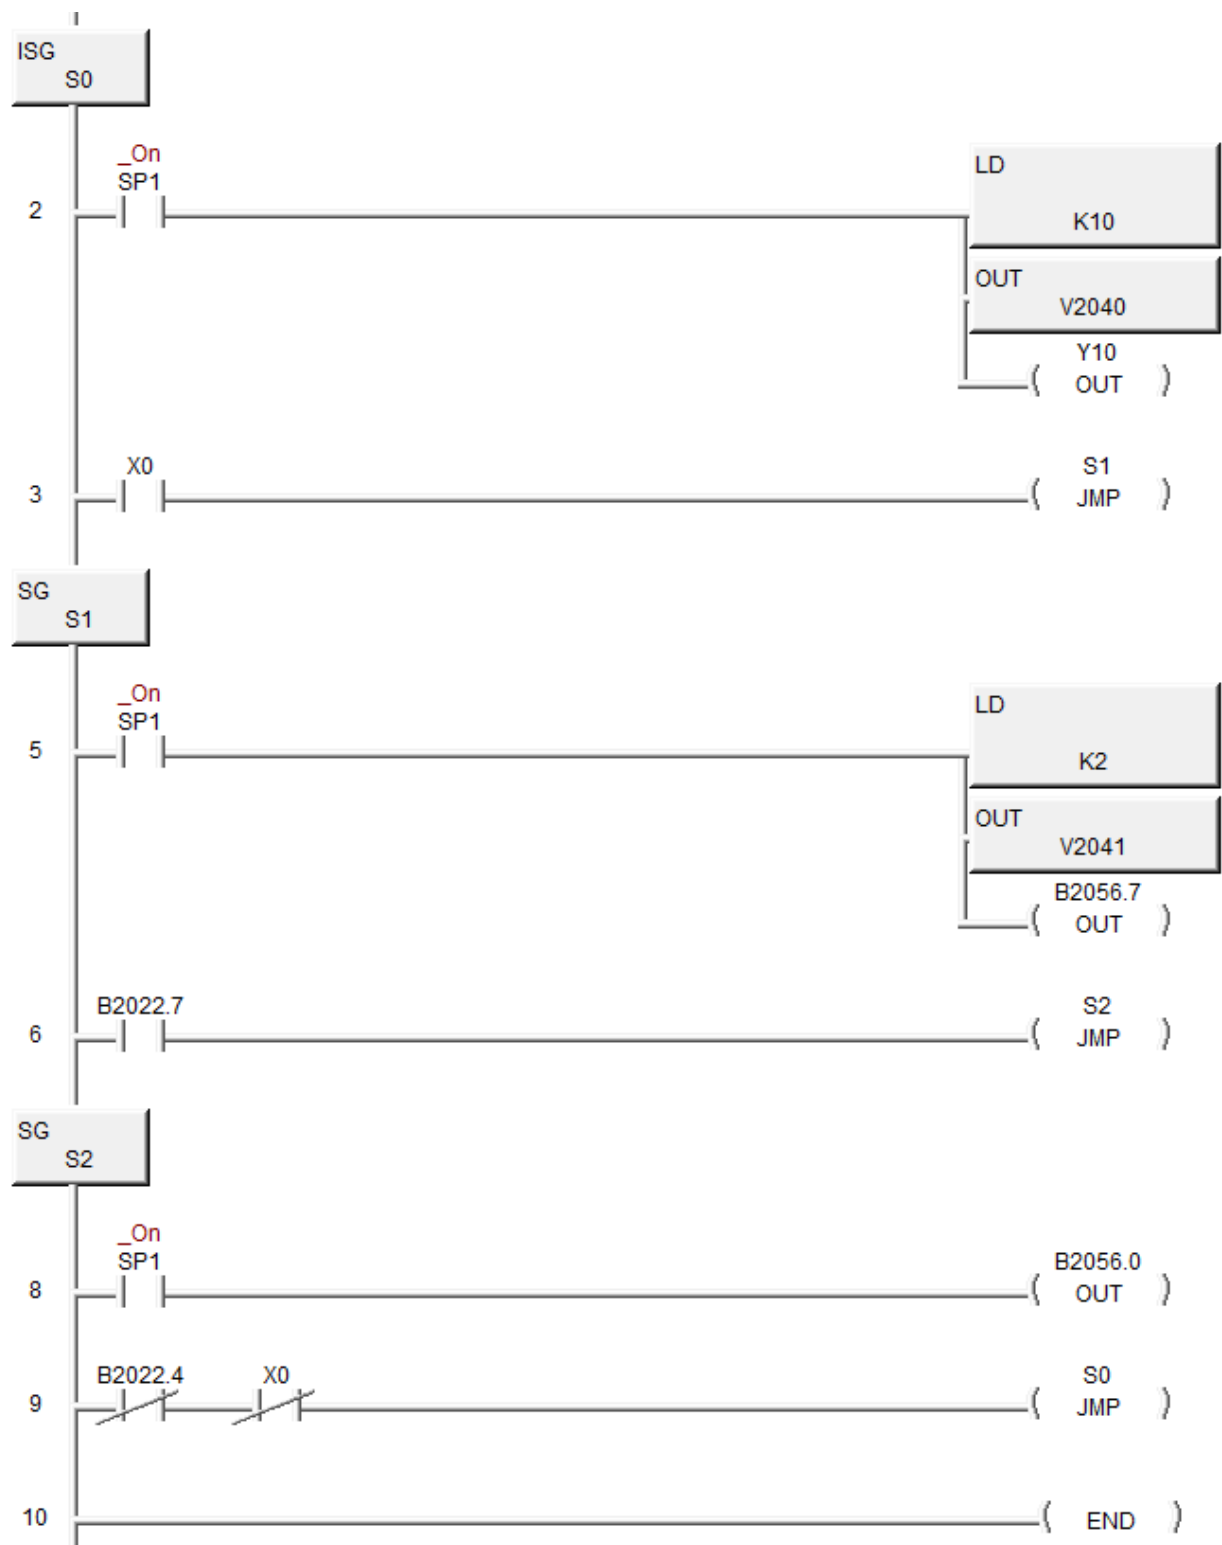 ISG
S0
_On
SP1
LD
K10
2
OUT
V2040
Y10
OUT
X0
S1
3
JMP
SG
S1
_On
SP1
LD
K2
5
OUT
V2041
B2056.7
OUT
B2022.7
S2
6
JMP
SG
S2
_On
SP1
B2056.0
8
OUT
B2022.4
X0
S0
9
JMP
10
END